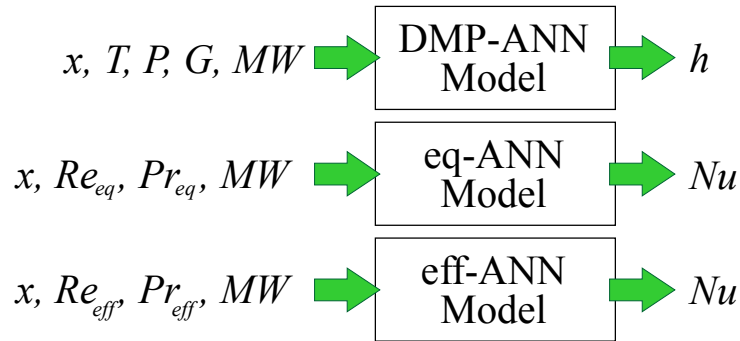 x, T, P, G, MW DMP-ANN Model h
x, Re_eq, Pr_eq, MW eq-ANN Model Nu
x, Re_eff, Pr_eff, MW eff-ANN Model Nu